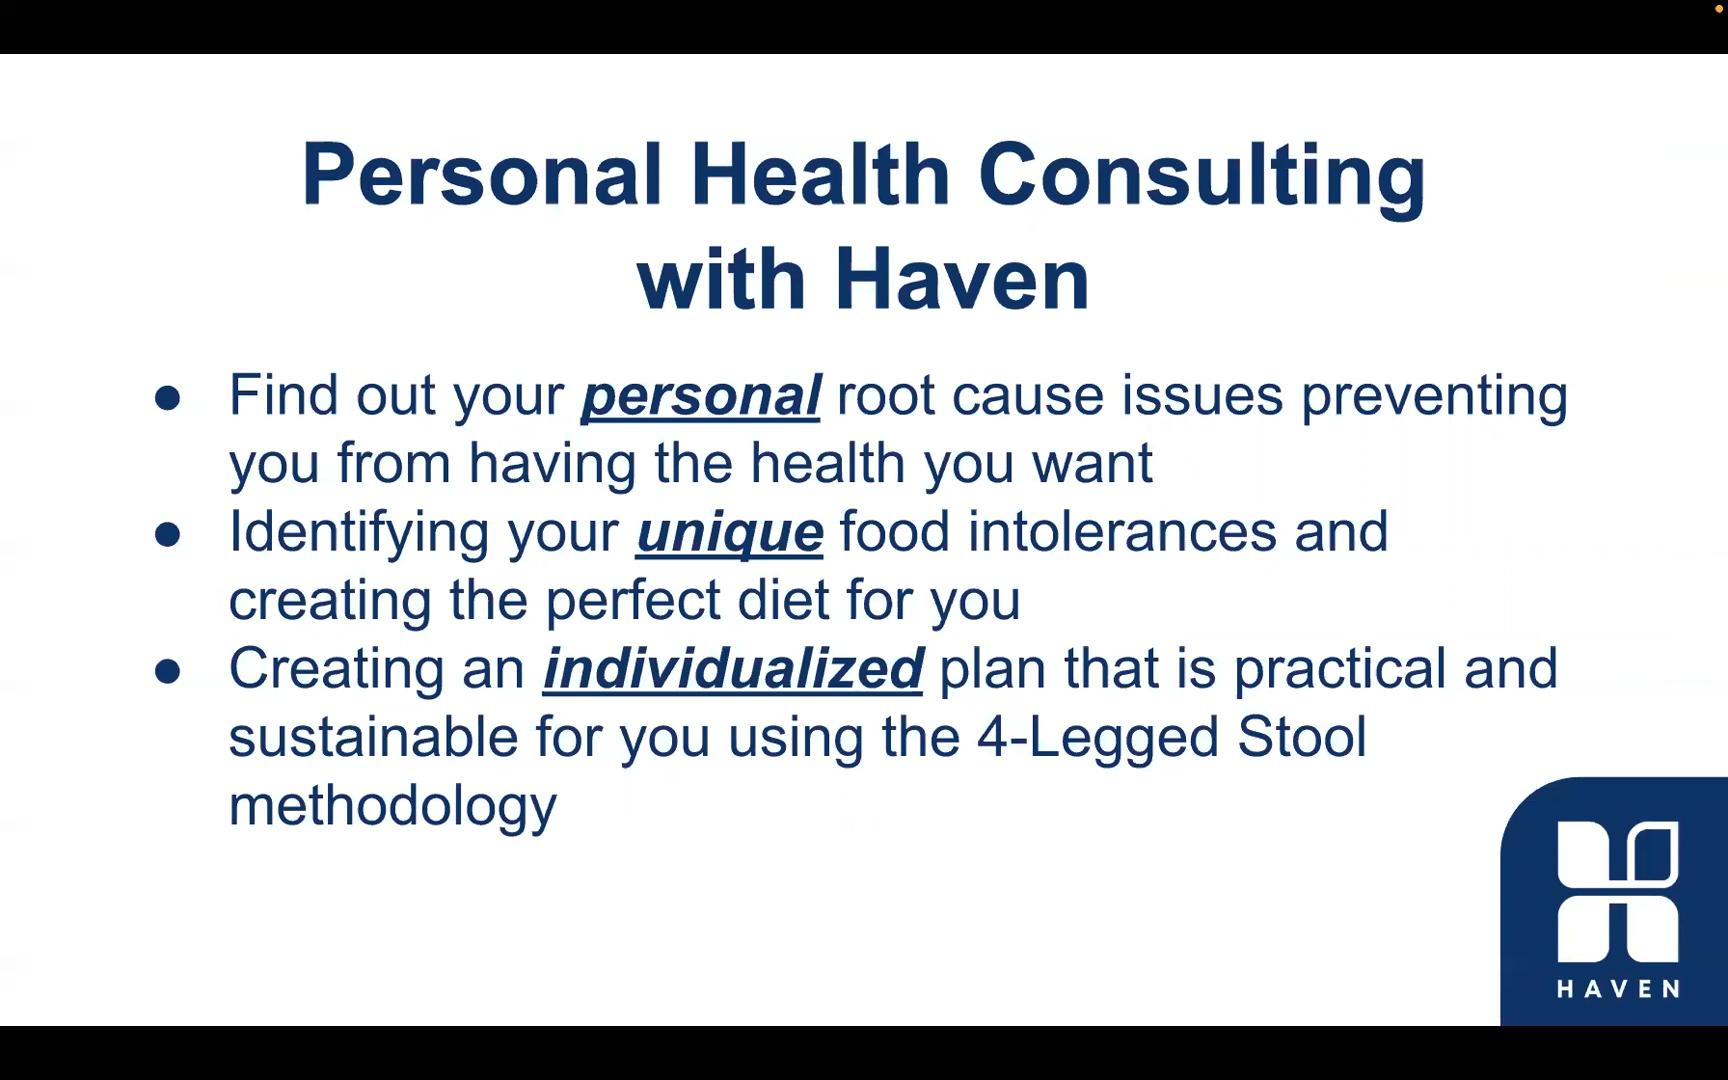 Personal Health Consulting
with Haven
● Find out your personal root cause issues preventing
you from having the health you want
● Identifying your unique food intolerances and
creating the perfect diet for you
● Creating an individualized plan that is practical and
sustainable for you using the 4-Legged Stool
methodology
HAVEN